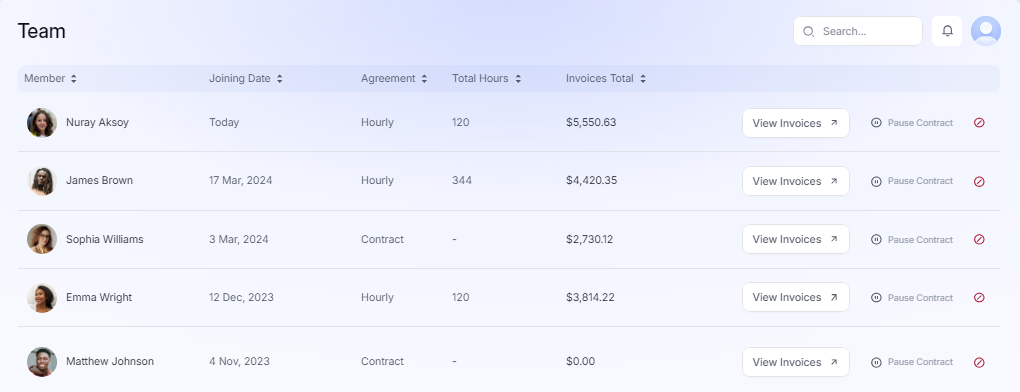 Team
Search...
Member Joining Date Agreement Total Hours Invoices Total
Nuray Aksoy Today Hourly 120 $5,550.63 View Invoices Pause Contract
James Brown 17 Mar, 2024 Hourly 344 $4,420.35 View Invoices Pause Contract
Sophia Williams 3 Mar, 2024 Contract - $2,730.12 View Invoices Pause Contract
Emma Wright 12 Dec, 2023 Hourly 120 $3,814.22 View Invoices Pause Contract
Matthew Johnson 4 Nov, 2023 Contract - $0.00 View Invoices Pause Contract